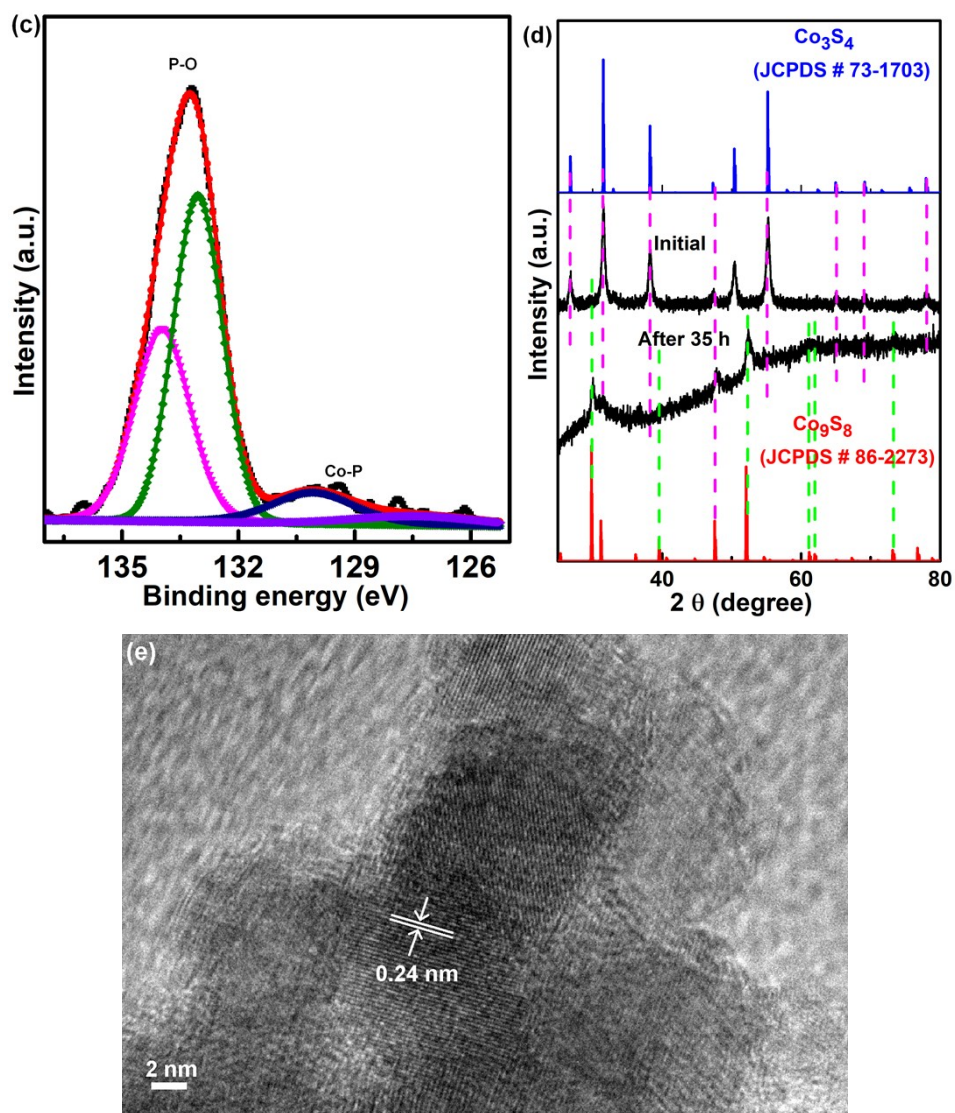 (c)
P-O
Co-P
Intensity (a.u.)
135 132 129 126
Binding energy (eV)
(d)
Co₃S₄
(JCPDS # 73-1703)
Initial
After 35 h
Co₉S₈
(JCPDS # 86-2273)
Intensity (a.u.)
40 60 80
2 θ (degree)
(e)
0.24 nm
2 nm